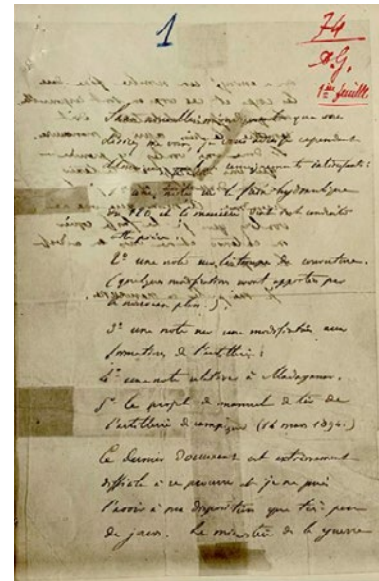 1
74
D.G.
1ère feuille
Sans nouvelles m'indiquant que vous
désirez me voir, je vous adresse cependant
Monsieur quelques renseignements intéressants :
1° une note sur le frein hydraulique
du 120 et la manière dont s'est conduite
cette pièce.
2° une note sur les troupes de couverture.
(quelques modifications seront apportées par
le nouveau plan.)
3° une note sur une modification aux
formations de l'artillerie :
4° une note relative à Madagascar.
5° le projet de manuel de tir de
l'artillerie de campagne (14 mars 1894.)
Ce dernier document est extrêmement
difficile à se procurer et je ne puis
l'avoir à ma disposition que très peu
de jours. Le ministère de la guerre